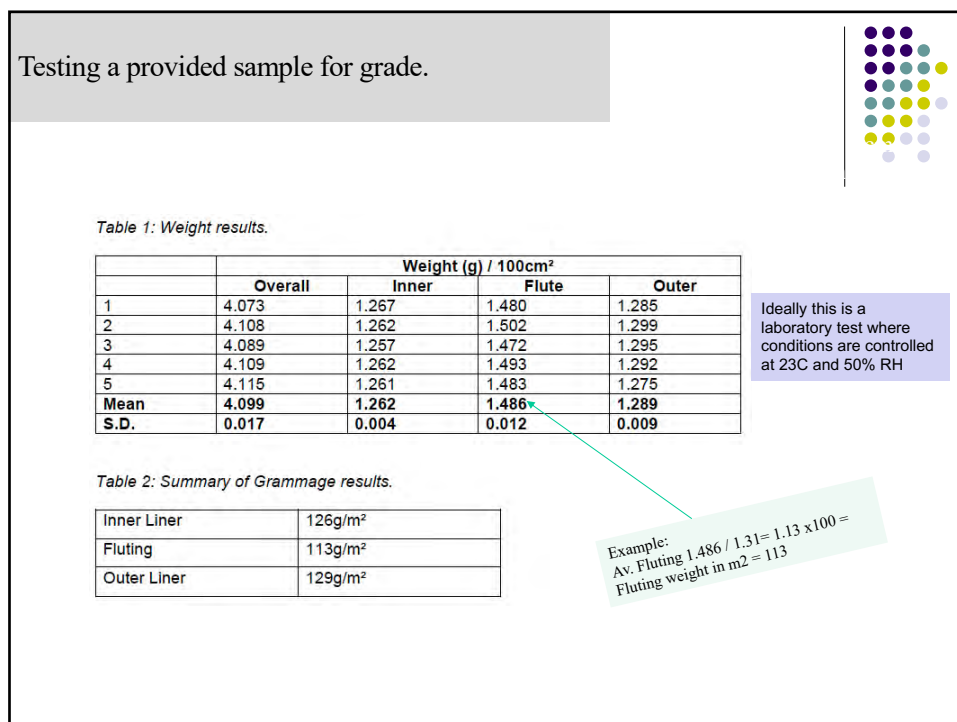 Testing a provided sample for grade.
Table 1: Weight results.
Weight (g) / 100cm²
Overall Inner Flute Outer
1 4.073 1.267 1.480 1.285
2 4.108 1.262 1.502 1.299
3 4.089 1.257 1.472 1.295
4 4.109 1.262 1.493 1.292
5 4.115 1.261 1.483 1.275
Mean 4.099 1.262 1.486 1.289
S.D. 0.017 0.004 0.012 0.009
Ideally this is a
laboratory test where
conditions are controlled
at 23C and 50% RH
Table 2: Summary of Grammage results.
Inner Liner 126g/m²
Fluting 113g/m²
Outer Liner 129g/m²
Example:
Av. Fluting 1.486 / 1.31= 1.13 x100 =
Fluting weight in m2 = 113